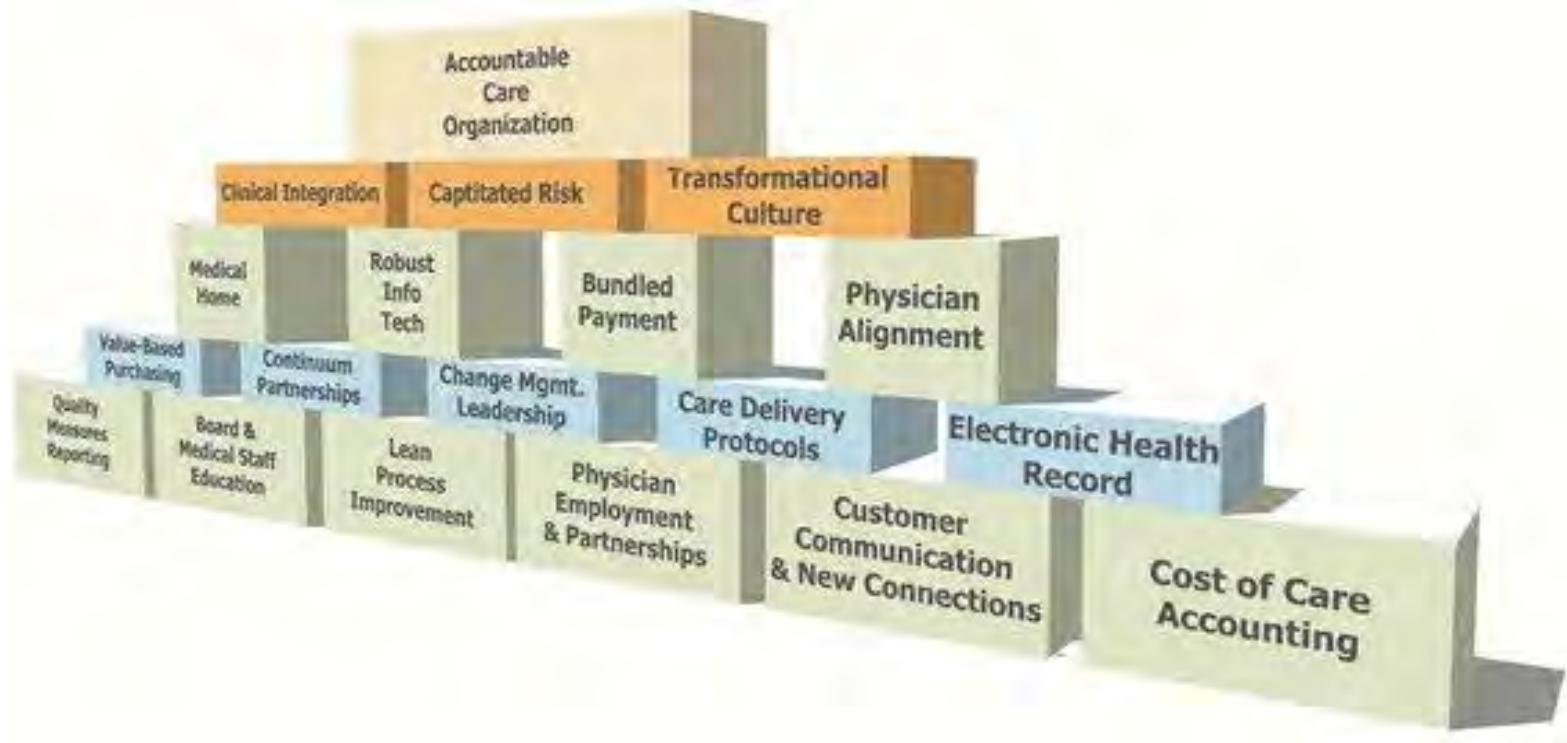 Accountable
Care
Organization
Clinical Integration
Captitated Risk
Transformational
Culture
Medical
Home
Robust
Info
Tech
Bundled
Payment
Physician
Alignment
Value-Based
Purchasing
Continuum
Partnerships
Change Mgmt.
Leadership
Care Delivery
Protocols
Electronic Health
Record
Quality
Measures
Reporting
Board &
Medical Staff
Education
Lean
Process
Improvement
Physician
Employment
& Partnerships
Customer
Communication
& New Connections
Cost of Care
Accounting